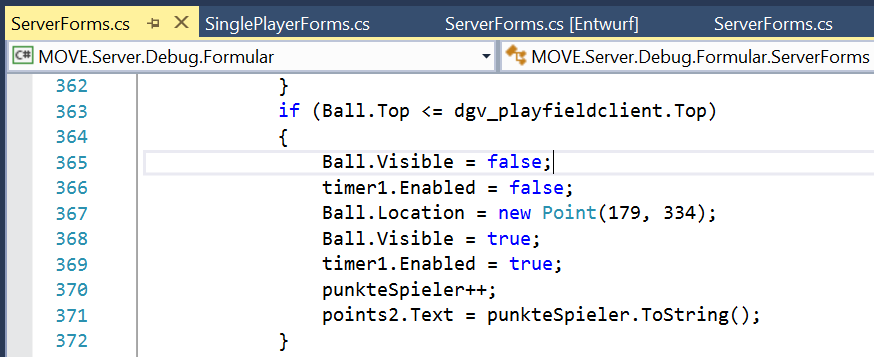 ServerForms.cs SinglePlayerForms.cs ServerForms.cs [Entwurf] ServerForms.cs
C# MOVE.Server.Debug.Formular MOVE.Server.Debug.Formular.ServerForms
362 }
363 if (Ball.Top <= dgv_playfieldclient.Top)
364 {
365 Ball.Visible = false;
366 timer1.Enabled = false;
367 Ball.Location = new Point(179, 334);
368 Ball.Visible = true;
369 timer1.Enabled = true;
370 punkteSpieler++;
371 points2.Text = punkteSpieler.ToString();
372 }